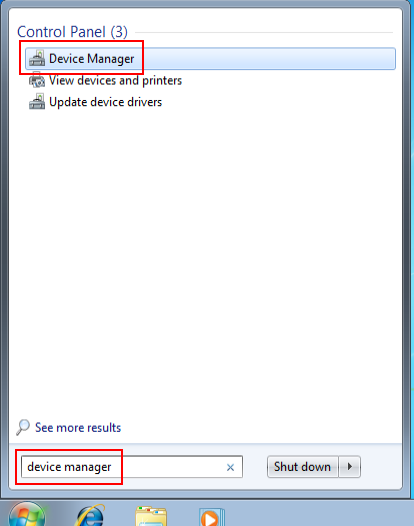 Control Panel (3)
Device Manager
View devices and printers
Update device drivers
See more results
device manager
Shut down